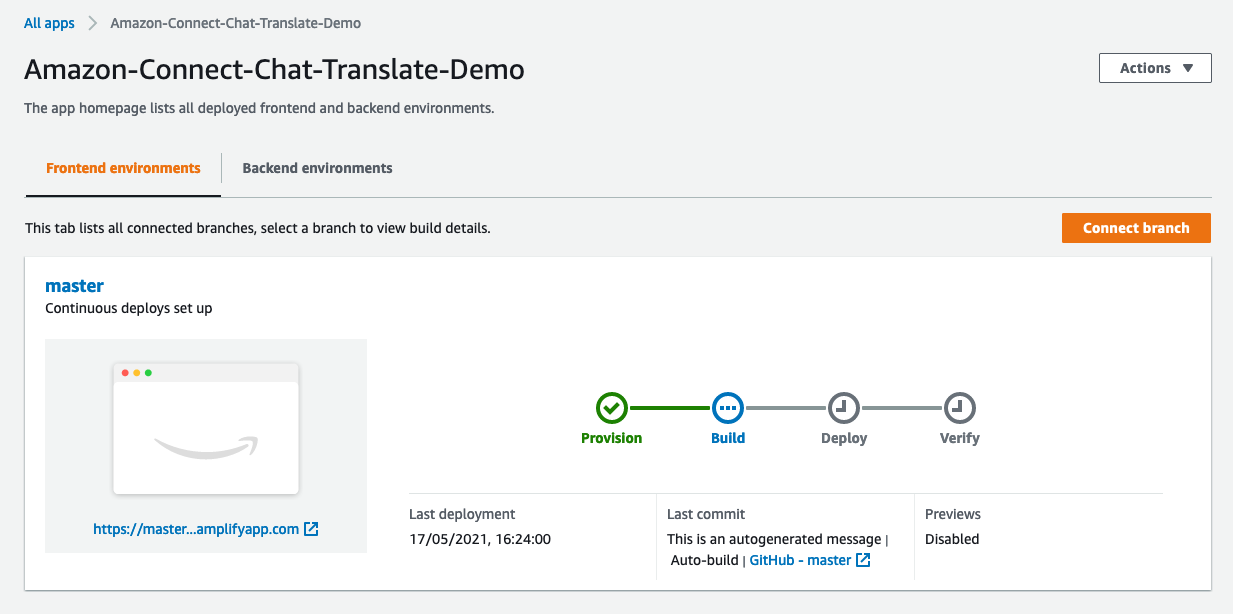 All apps
Amazon-Connect-Chat-Translate-Demo
Amazon-Connect-Chat-Translate-Demo
Actions
The app homepage lists all deployed frontend and backend environments.
Frontend environments
Backend environments
This tab lists all connected branches, select a branch to view build details.
Connect branch
master
Continuous deploys set up
Provision
Build
Deploy
Verify
https://master...amplifyapp.com
Last deployment
17/05/2021, 16:24:00
Last commit
This is an autogenerated message |
Auto-build | GitHub - master
Previews
Disabled